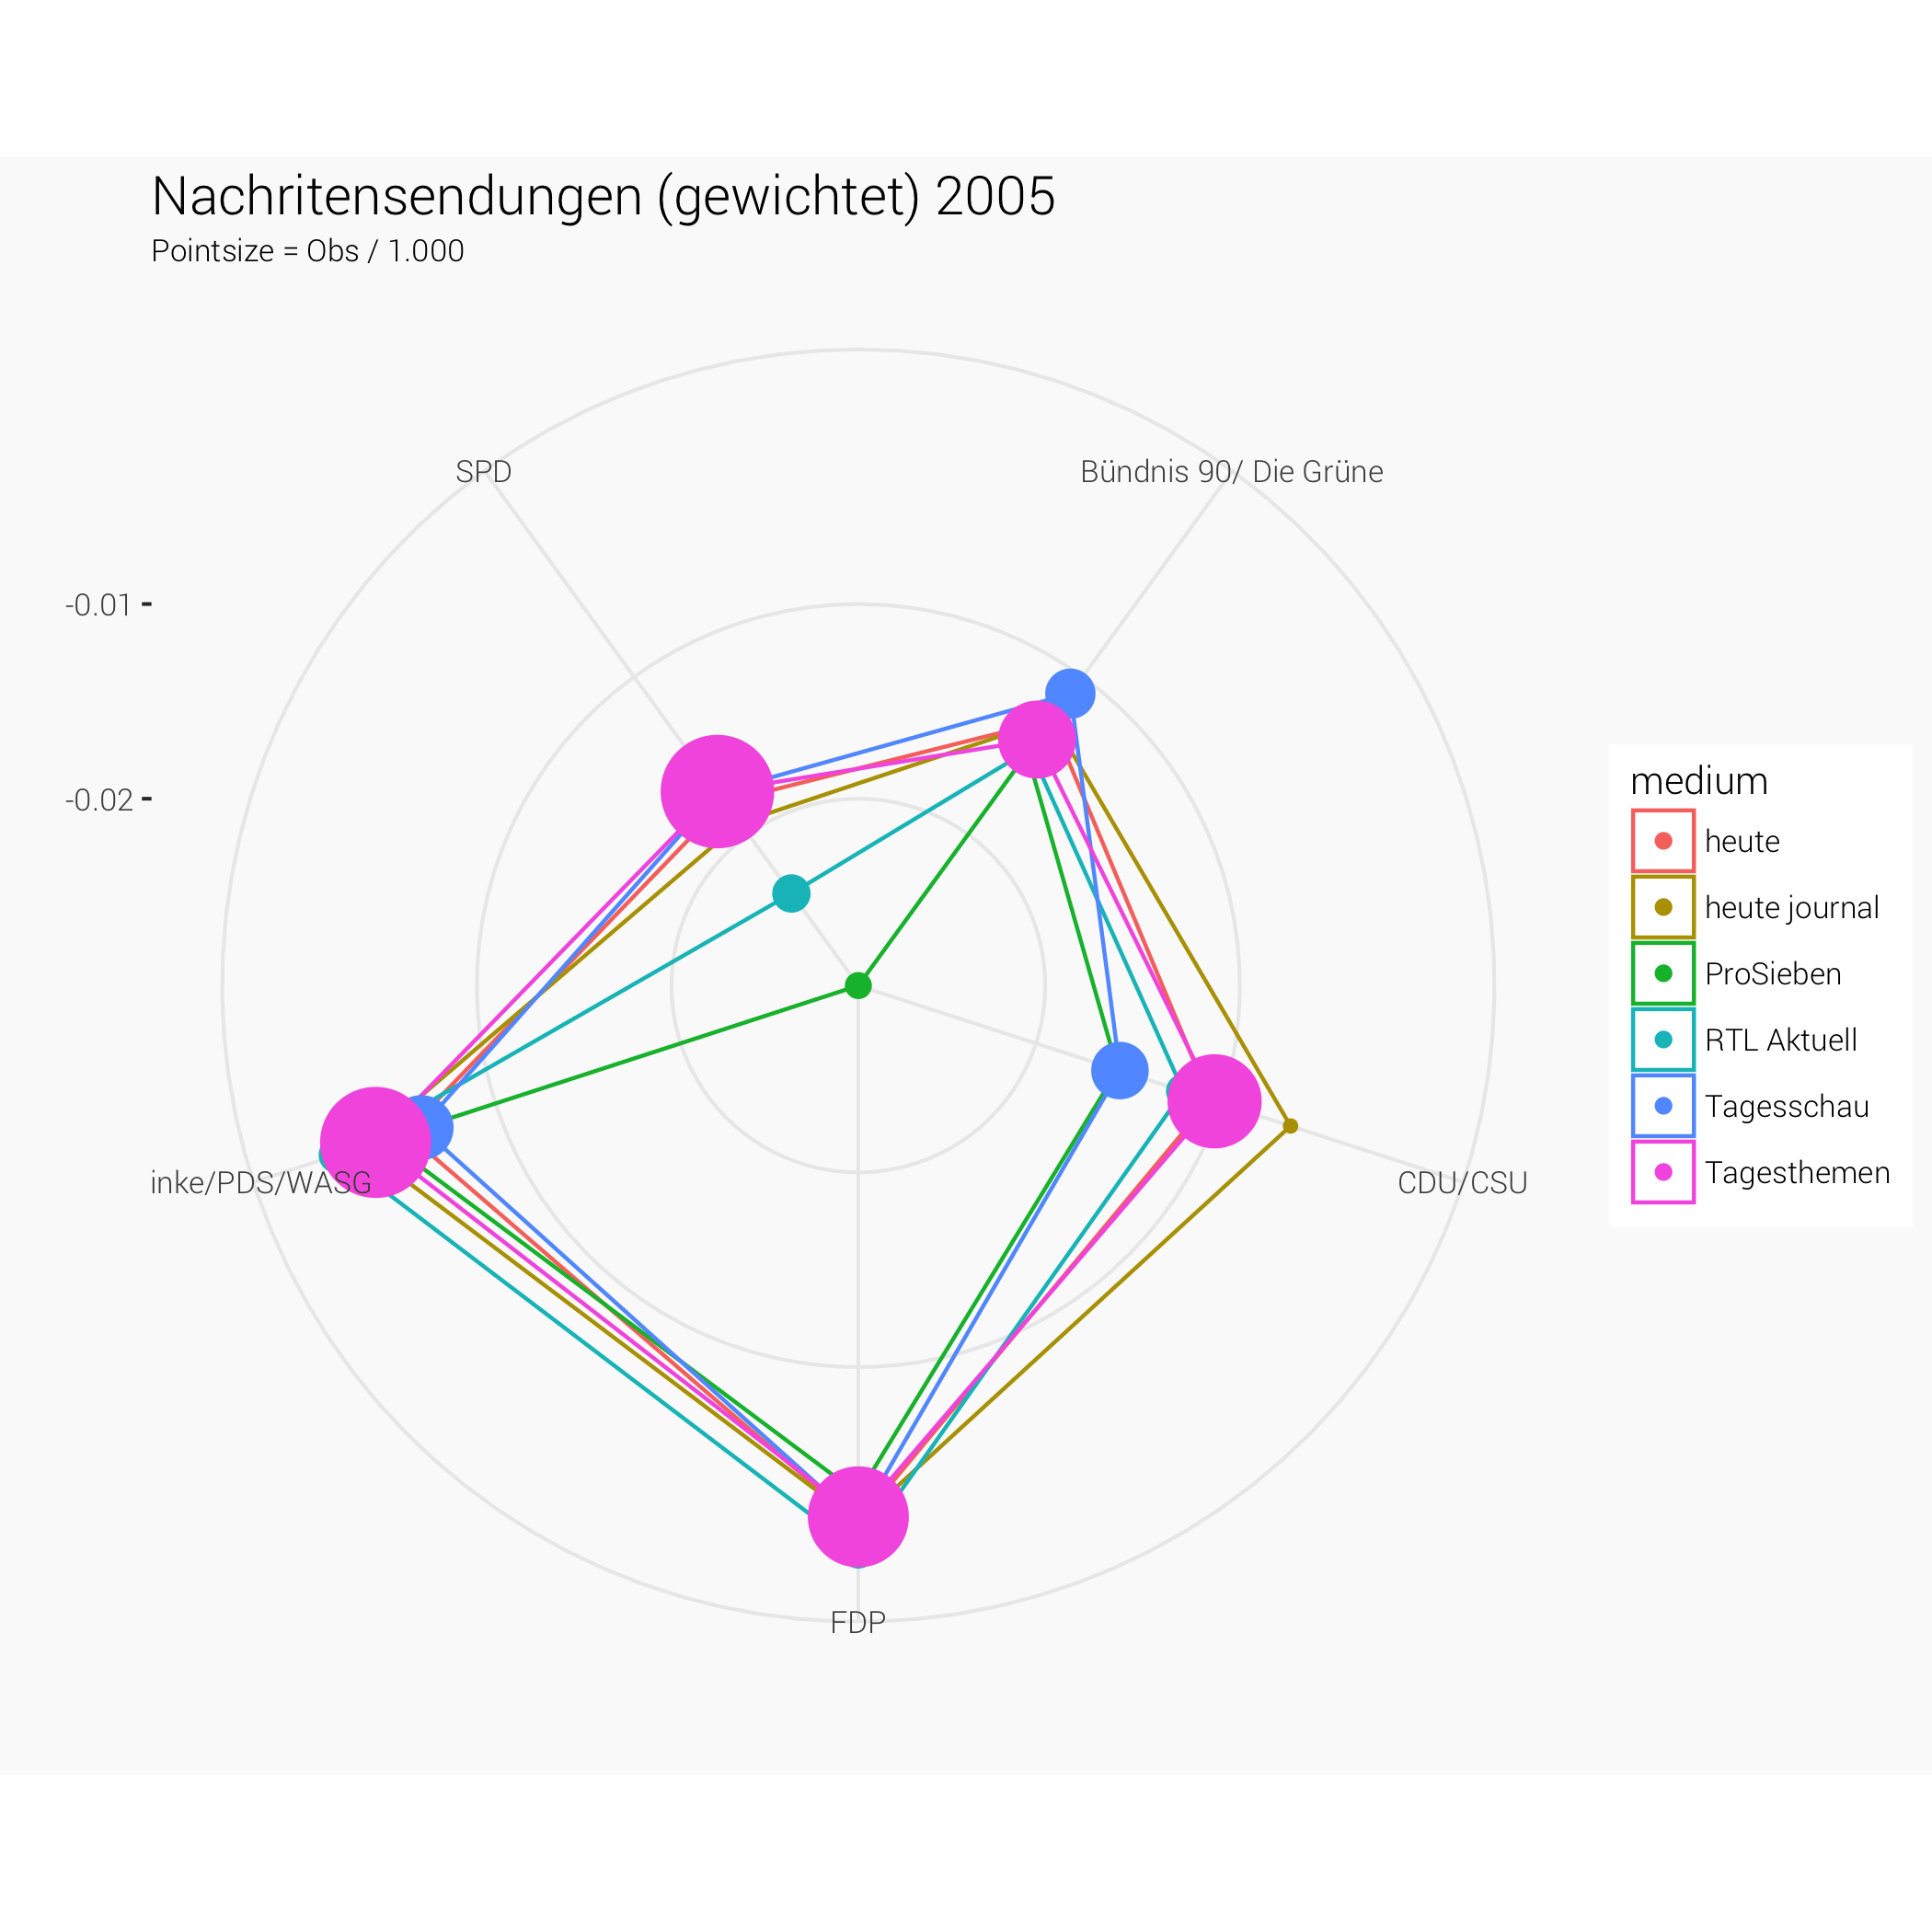 Nachritensendungen (gewichtet) 2005
Pointsize = Obs / 1.000
SPD
Bündnis 90/ Die Grüne
-0.01
-0.02
inke/PDS/WASG
CDU/CSU
FDP
medium
heute
heute journal
ProSieben
RTL Aktuell
Tagesschau
Tagesthemen